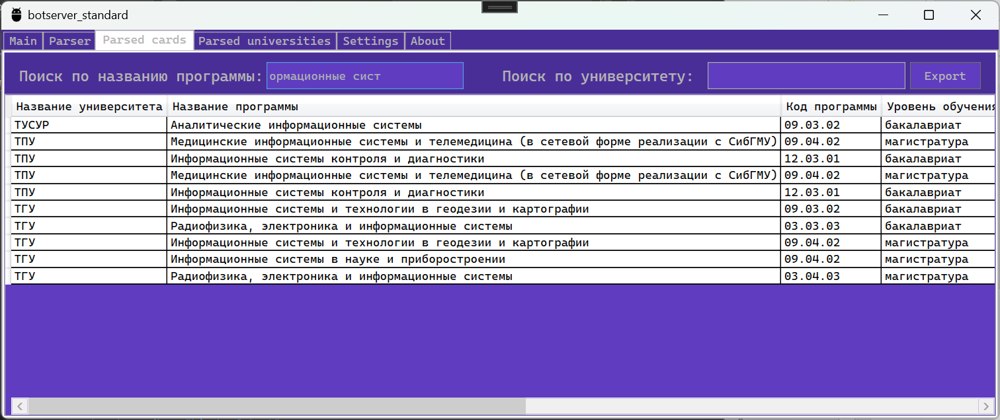 botserver_standard
Main Parser Parsed cards Parsed universities Settings About
Поиск по названию программы: ормационные сист Поиск по университету: Export
Название университета Название программы Код программы Уровень обучения
ТУСУР Аналитические информационные системы 09.03.02 бакалавриат
ТПУ Медицинские информационные системы и телемедицина (в сетевой форме реализации с СибГМУ) 09.04.02 магистратура
ТПУ Информационные системы контроля и диагностики 12.03.01 бакалавриат
ТПУ Медицинские информационные системы и телемедицина (в сетевой форме реализации с СибГМУ) 09.04.02 магистратура
ТПУ Информационные системы контроля и диагностики 12.03.01 бакалавриат
ТГУ Информационные системы и технологии в геодезии и картографии 09.03.02 бакалавриат
ТГУ Радиофизика, электроника и информационные системы 03.03.03 бакалавриат
ТГУ Информационные системы и технологии в геодезии и картографии 09.04.02 магистратура
ТГУ Информационные системы в науке и приборостроении 09.04.02 магистратура
ТГУ Радиофизика, электроника и информационные системы 03.04.03 магистратура